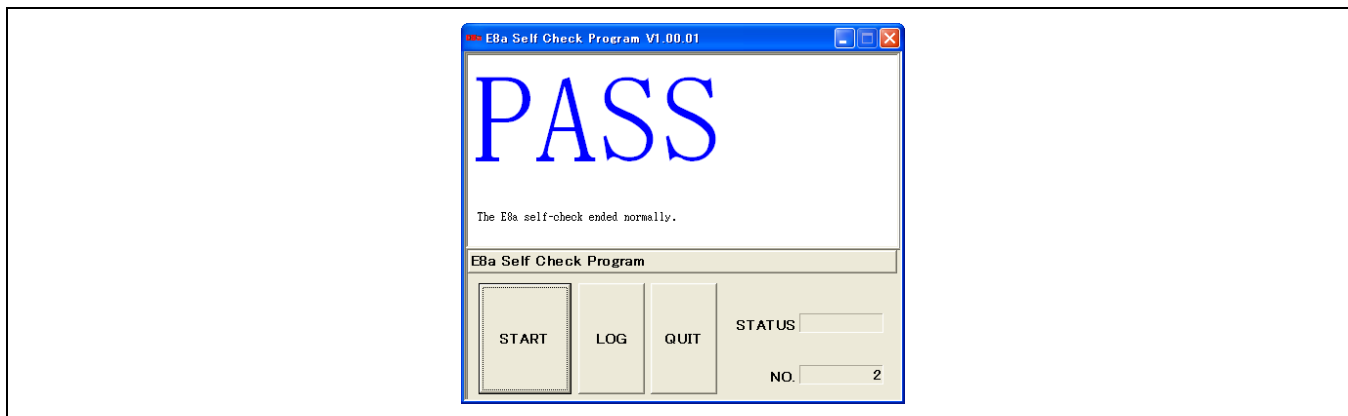 E8a Self Check Program V1.00.01
PASS
The E8a self-check ended normally.
E8a Self Check Program
START
LOG
QUIT
STATUS
NO. 2